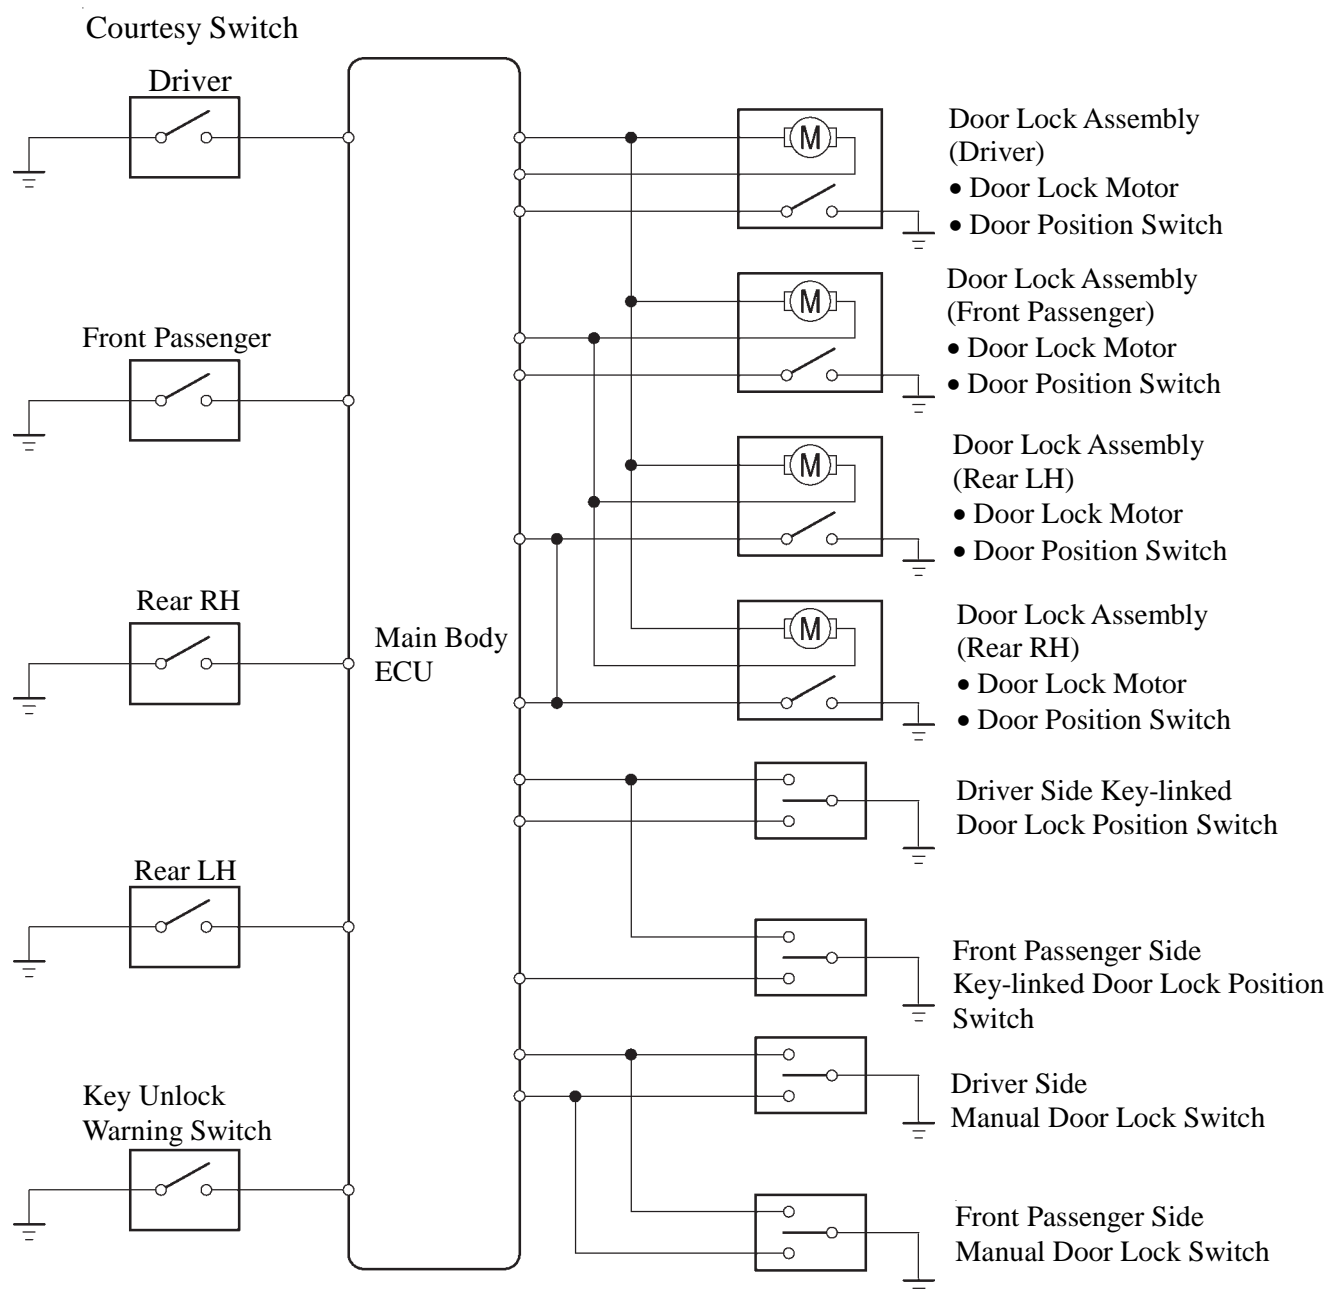 Courtesy Switch
Driver
Front Passenger
Rear RH
Rear LH
Key Unlock
Warning Switch
Main Body
ECU
M
Door Lock Assembly
(Driver)
• Door Lock Motor
• Door Position Switch
M
Door Lock Assembly
(Front Passenger)
• Door Lock Motor
• Door Position Switch
M
Door Lock Assembly
(Rear LH)
• Door Lock Motor
• Door Position Switch
M
Door Lock Assembly
(Rear RH)
• Door Lock Motor
• Door Position Switch
Driver Side Key-linked
Door Lock Position Switch
Front Passenger Side
Key-linked Door Lock Position
Switch
Driver Side
Manual Door Lock Switch
Front Passenger Side
Manual Door Lock Switch